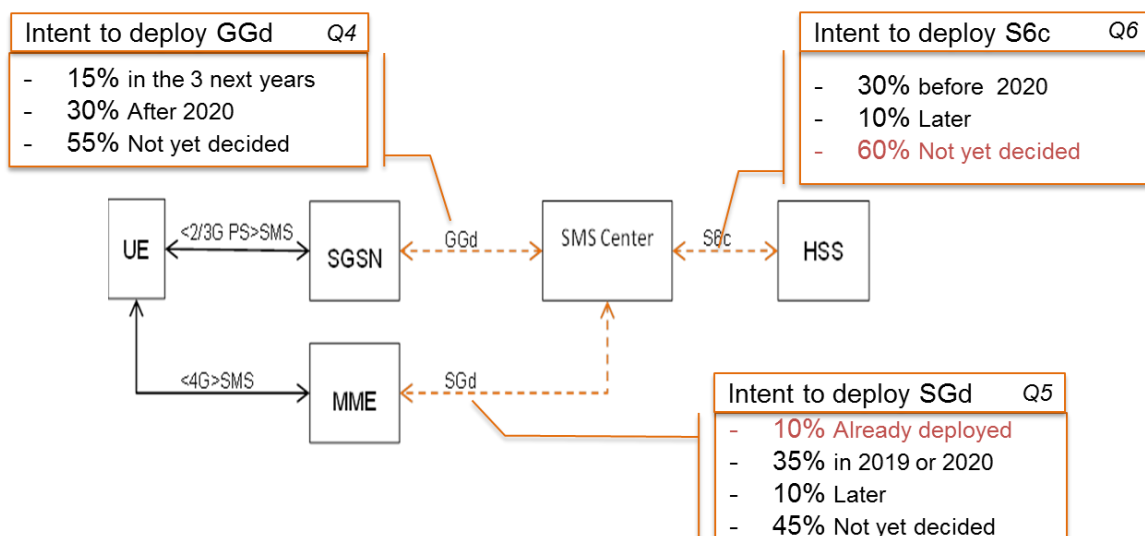 Intent to deploy GGd Q4
- 15% in the 3 next years
- 30% After 2020
- 55% Not yet decided
Intent to deploy S6c Q6
- 30% before 2020
- 10% Later
- 60% Not yet decided
UE
<2/3G PS>SMS
SGSN
GGd
SMS Center
S6c
HSS
<4G>SMS
MME
SGd
Intent to deploy SGd Q5
- 10% Already deployed
- 35% in 2019 or 2020
- 10% Later
- 45% Not yet decided